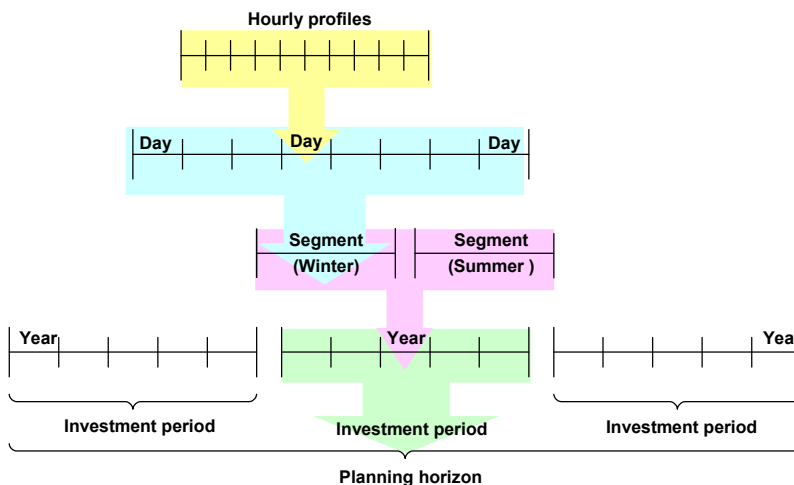 Hourly profiles
Day Day Day
Segment Segment
(Winter) (Summer )
Year Year Yea
Investment period Investment period Investment period
Planning horizon